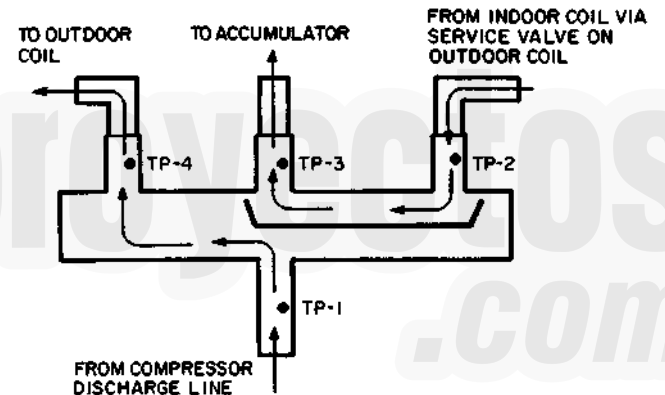 TO OUTDOOR
COIL
TO ACCUMULATOR
FROM INDOOR COIL VIA
SERVICE VALVE ON
OUTDOOR COIL
TP-4
TP-3
TP-2
TP-1
FROM COMPRESSOR
DISCHARGE LINE
proyectos
.com